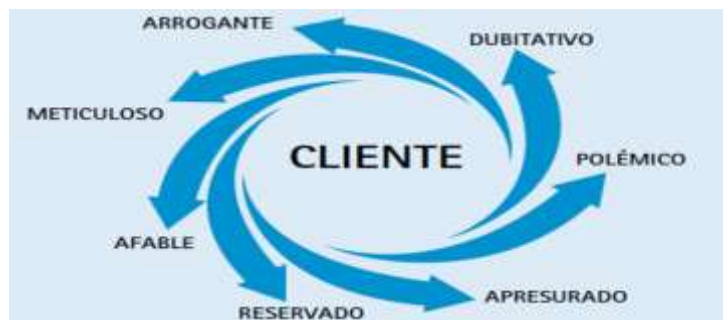 ARROGANTE
DUBITATIVO
METICULOSO
CLIENTE
POLÉMICO
AFABLE
RESERVADO
APRESURADO